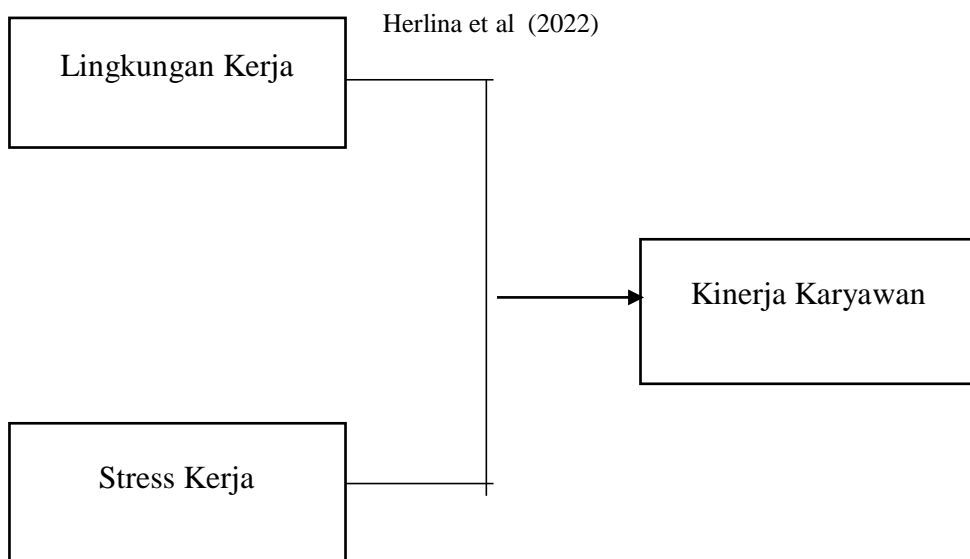 Herlina et al (2022)
Lingkungan Kerja
Kinerja Karyawan
Stress Kerja